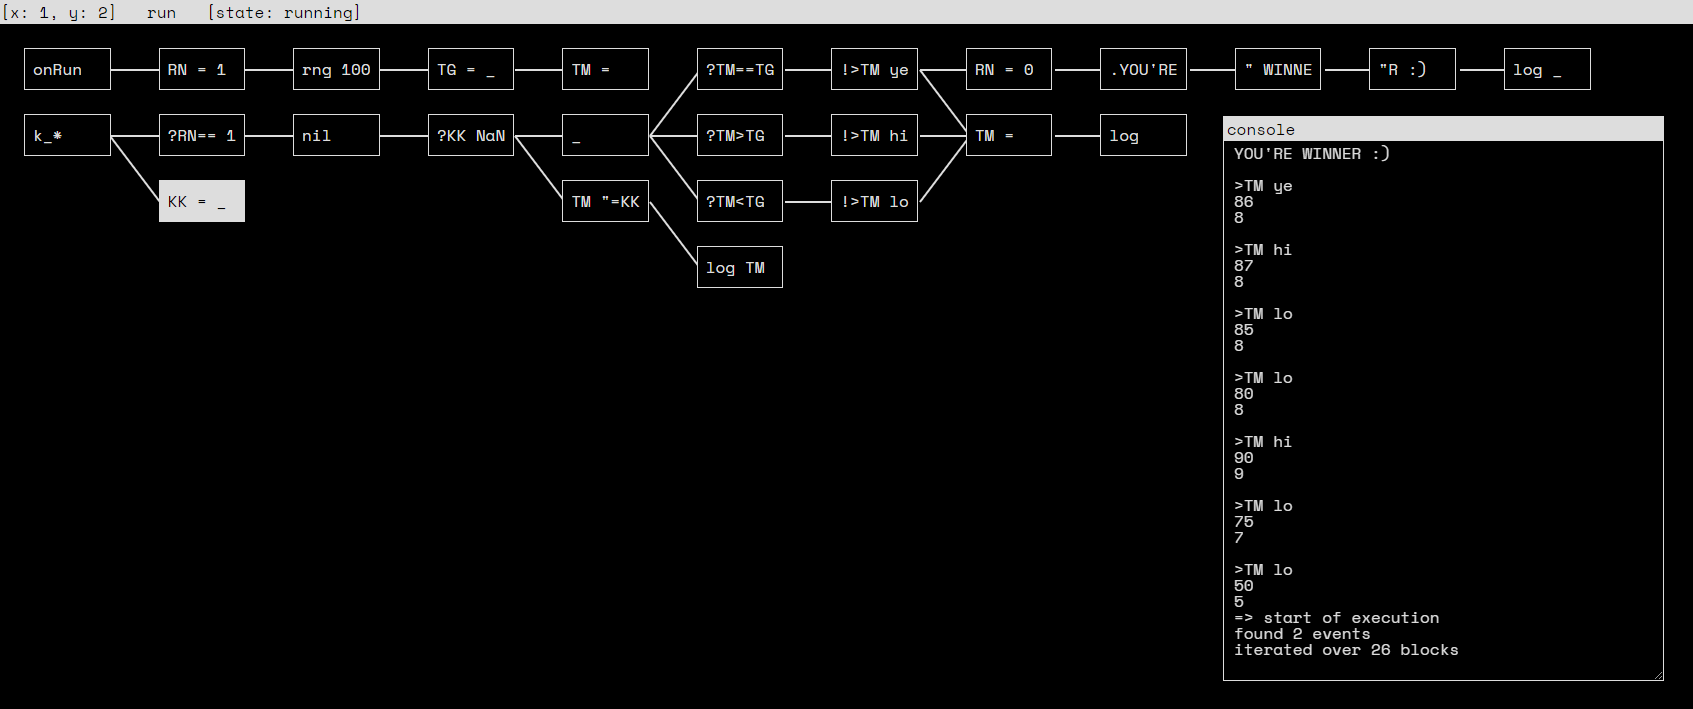 [x: 1, y: 2] run [state: running]
onRun RN = 1 rng 100 TG = _ TM = ?TM==TG !>TM ye RN = 0 .YOU'RE " WINNE "R :) log _
k_* ?RN== 1 nil ?KK NaN _ ?TM>TG !>TM hi TM = log
KK = _ TM "=KK ?TM<TG !>TM lo
log TM
console
YOU'RE WINNER :)
>TM ye
86
8
>TM hi
87
8
>TM lo
85
8
>TM lo
80
8
>TM hi
90
9
>TM lo
75
7
>TM lo
50
5
=> start of execution
found 2 events
iterated over 26 blocks